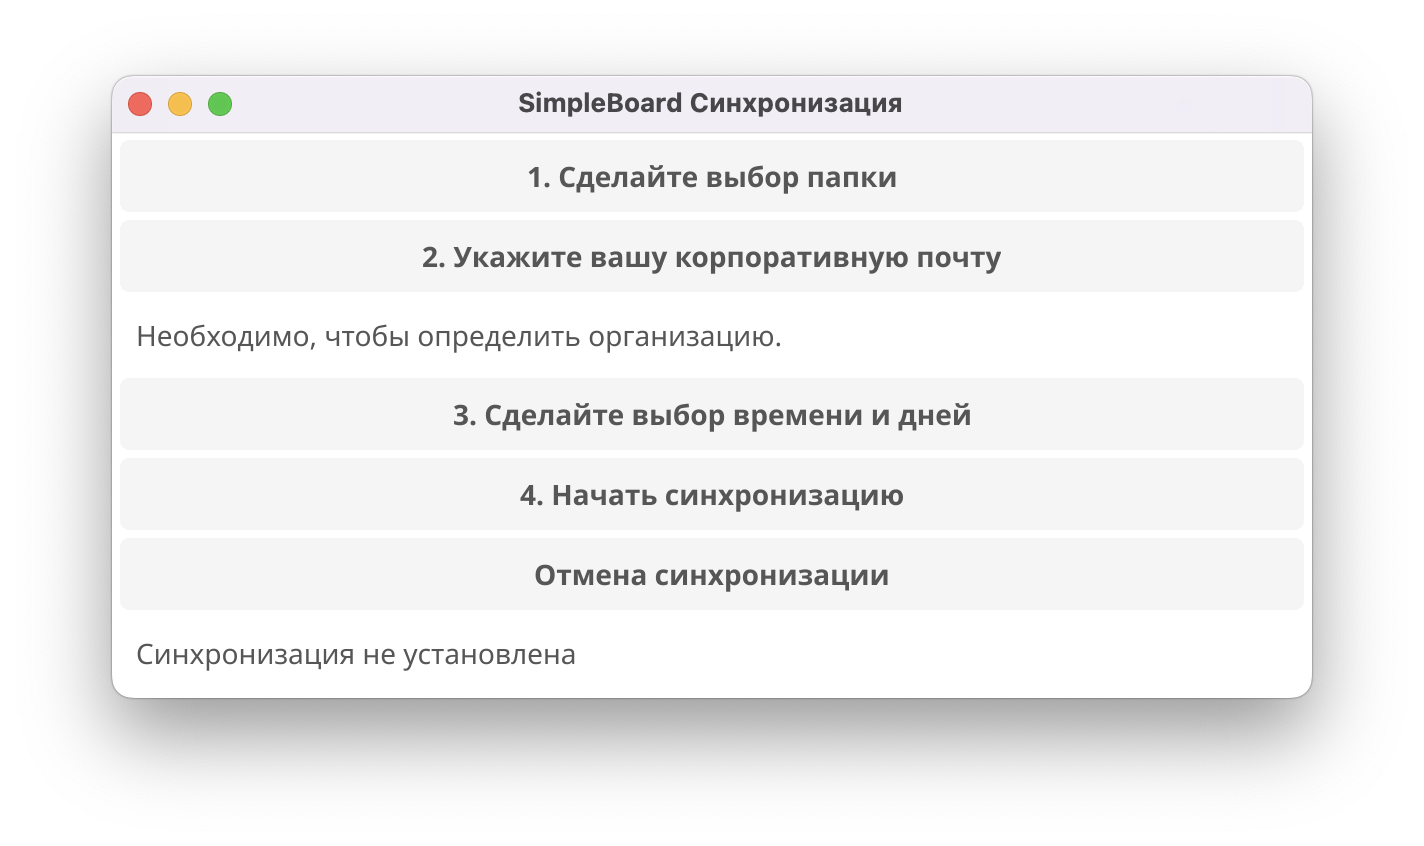 SimpleBoard Синхронизация
1. Сделайте выбор папки
2. Укажите вашу корпоративную почту
Необходимо, чтобы определить организацию.
3. Сделайте выбор времени и дней
4. Начать синхронизацию
Отмена синхронизации
Синхронизация не установлена